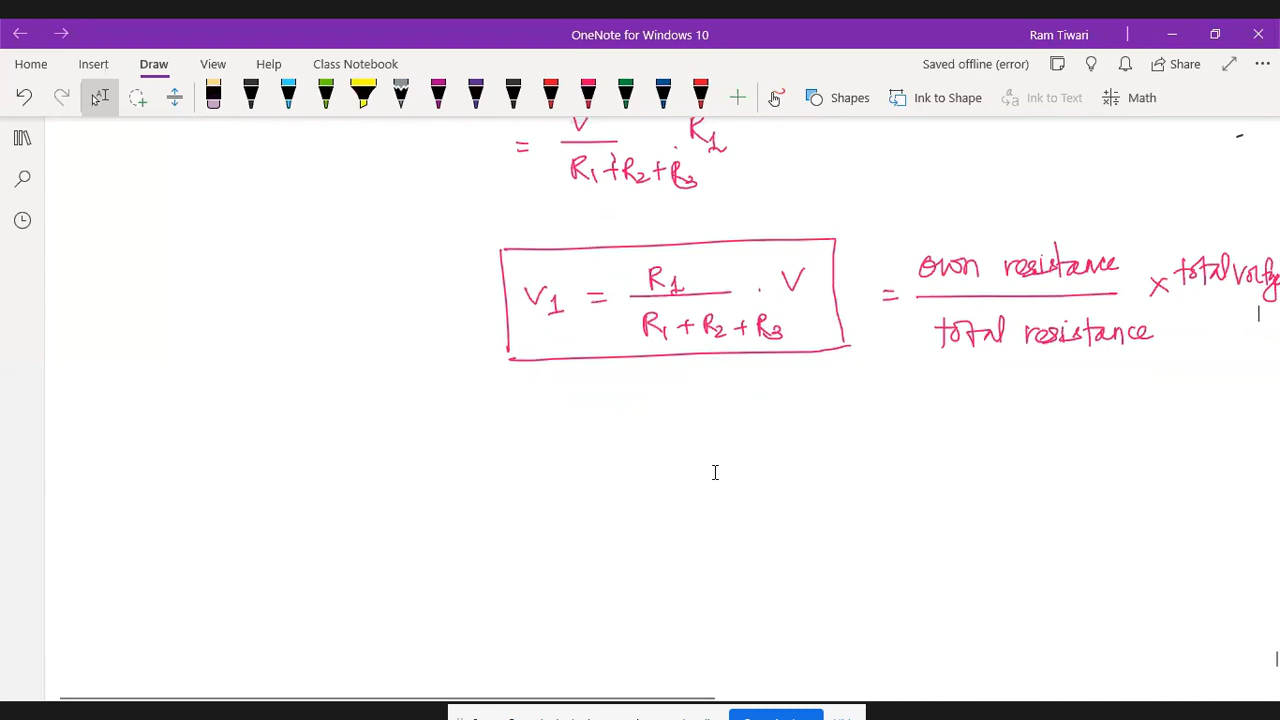 OneNote for Windows 10
Ram Tiwari
Home Insert Draw View Help Class Notebook
Saved offline (error) Share
Shapes Ink to Shape Ink to Text Math
= V / R1 + R2 + R3 . R1
V1 = R1 / R1 + R2 + R3 . V = own resistance / total resistance ×